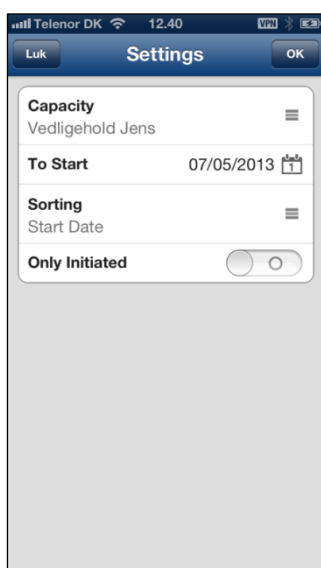 Telenor DK 12.40 VPN
Luk Settings OK
Capacity
Vedligehold Jens
To Start 07/05/2013 1
Sorting
Start Date
Only Initiated